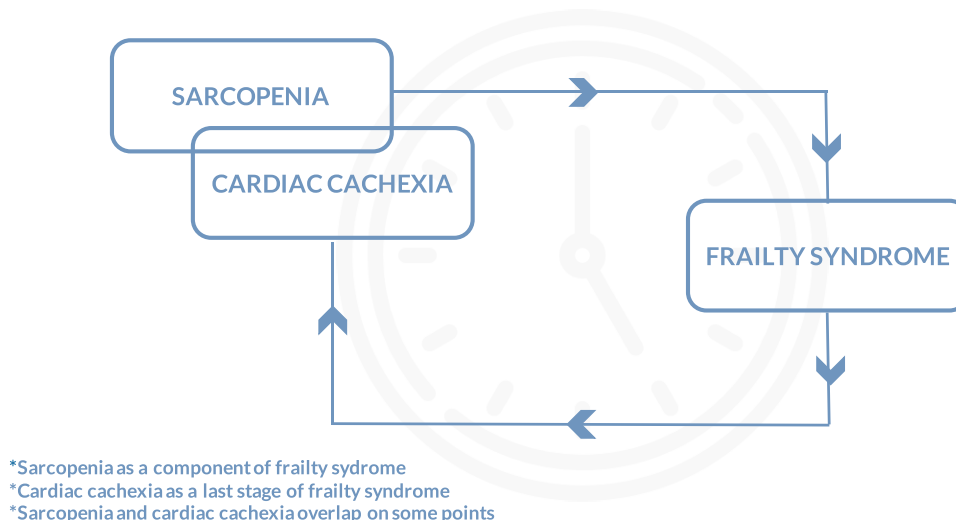 SARCOPENIA
CARDIAC CACHEXIA
FRAILTY SYNDROME
*Sarcopenia as a component of frailty sydrome
*Cardiac cachexia as a last stage of frailty syndrome
*Sarcopenia and cardiac cachexia overlap on some points